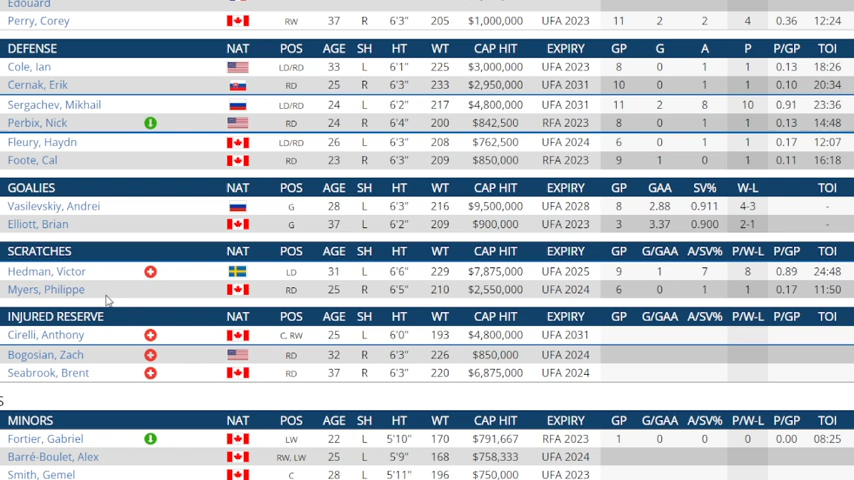 Edouard
Perry, Corey RW 37 R 6'3" 205 $1,000,000 UFA 2023 11 2 2 4 0.36 12:24
DEFENSE NAT POS AGE SH HT WT CAP HIT EXPIRY GP G A P P/GP TOI
Cole, Ian LD/RD 33 L 6'1" 225 $3,000,000 UFA 2023 8 0 1 1 0.13 18:26
Cernak, Erik RD 25 R 6'3" 233 $2,950,000 UFA 2031 10 0 1 1 0.10 20:34
Sergachev, Mikhail LD/RD 24 L 6'2" 217 $4,800,000 UFA 2031 11 2 8 10 0.91 23:36
Perbix, Nick RD 24 R 6'4" 200 $842,500 RFA 2023 8 0 1 1 0.13 14:48
Fleury, Haydn LD/RD 26 L 6'3" 208 $762,500 UFA 2024 6 0 1 1 0.17 12:07
Foote, Cal RD 23 R 6'3" 209 $850,000 RFA 2023 9 1 0 1 0.11 16:18
GOALIES NAT POS AGE SH HT WT CAP HIT EXPIRY GP GAA SV% W-L TOI
Vasilevskiy, Andrei G 28 L 6'3" 216 $9,500,000 UFA 2028 8 2.88 0.911 4-3 -
Elliott, Brian G 37 L 6'2" 209 $900,000 UFA 2023 3 3.37 0.900 2-1 -
SCRATCHES NAT POS AGE SH HT WT CAP HIT EXPIRY GP G/GAA A/SV% P/W-L P/GP TOI
Hedman, Victor LD 31 L 6'6" 229 $7,875,000 UFA 2025 9 1 7 8 0.89 24:48
Myers, Philippe RD 25 R 6'5" 210 $2,550,000 UFA 2024 6 0 1 1 0.17 11:50
INJURED RESERVE NAT POS AGE SH HT WT CAP HIT EXPIRY GP G/GAA A/SV% P/W-L P/GP TOI
Cirelli, Anthony C, RW 25 L 6'0" 193 $4,800,000 UFA 2031
Bogosian, Zach RD 32 R 6'3" 226 $850,000 UFA 2024
Seabrook, Brent RD 37 R 6'3" 220 $6,875,000 UFA 2024
S
MINORS NAT POS AGE SH HT WT CAP HIT EXPIRY GP G/GAA A/SV% P/W-L P/GP TOI
Fortier, Gabriel LW 22 L 5'10" 170 $791,667 RFA 2023 1 0 0 0 0.00 08:25
Barré-Boulet, Alex RW, LW 25 L 5'9" 168 $758,333 UFA 2024
Smith, Gemel C 28 L 5'11" 196 $750,000 UFA 2023